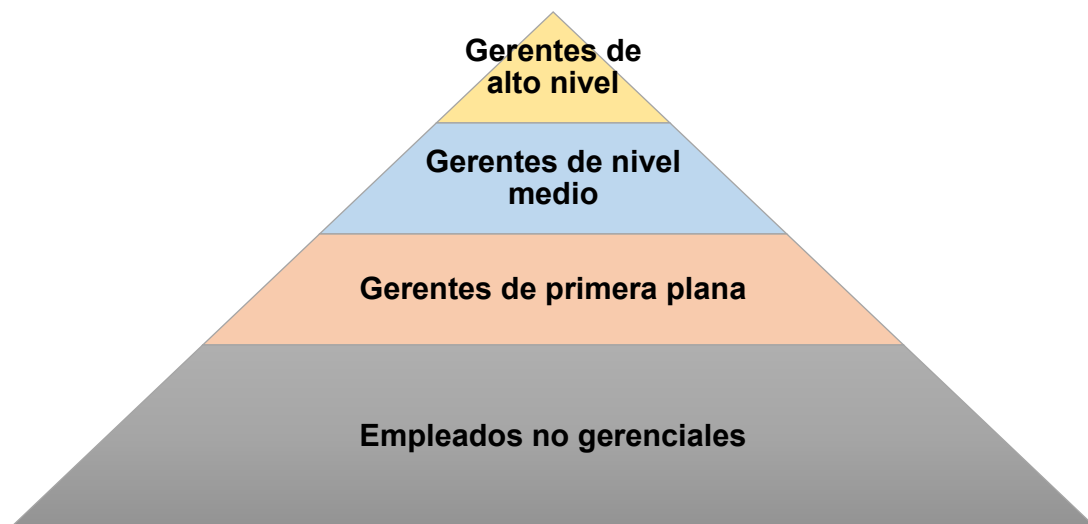 Gerentes de
alto nivel
Gerentes de nivel
medio
Gerentes de primera plana
Empleados no gerenciales